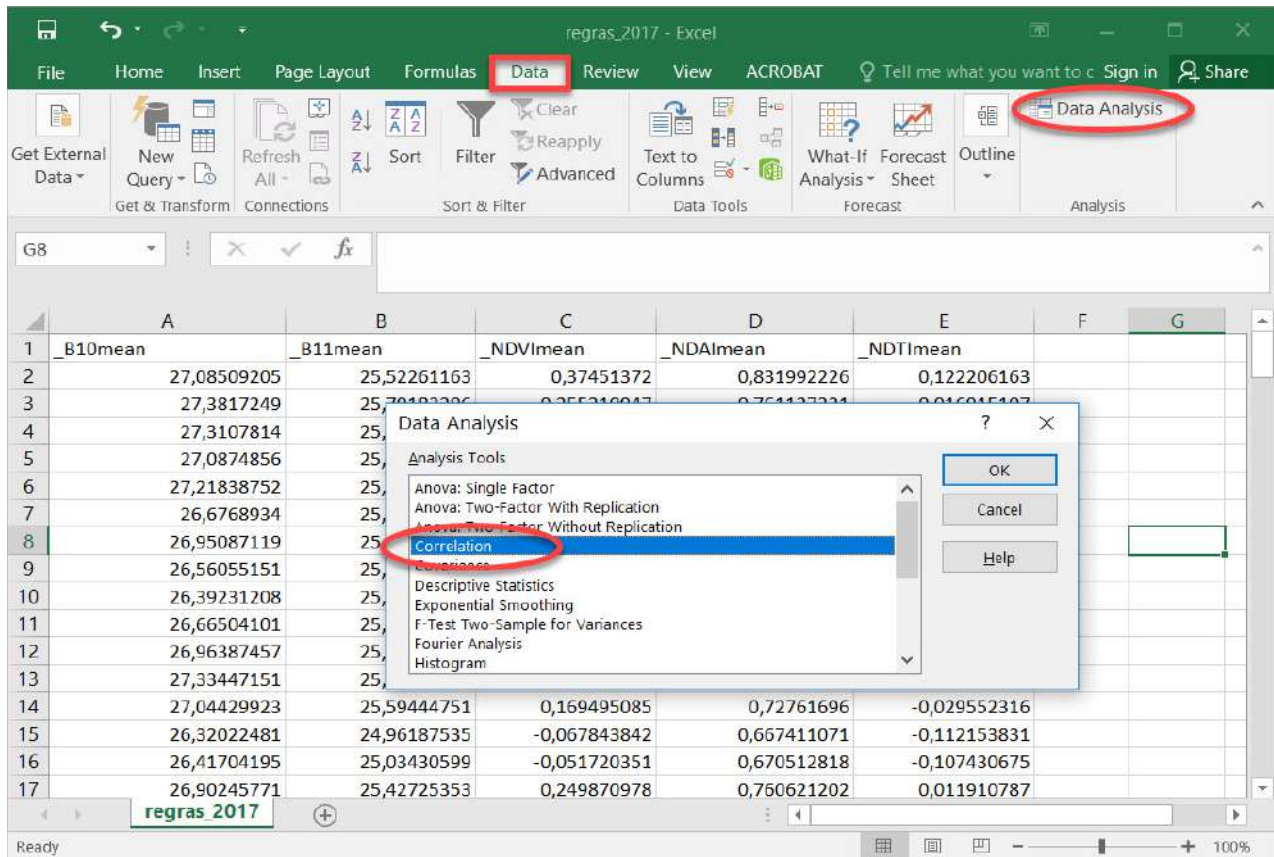 regras_2017 - Excel
File Home Insert Page Layout Formulas Data Review View ACROBAT Tell me what you want to c Sign in Share
Get External Data
New Query
Refresh All
Sort
Filter
Clear
Reapply
Advanced
Text to Columns
What-If Analysis
Forecast Sheet
Outline
Data Analysis
Get & Transform Connections Sort & Filter Data Tools Forecast Analysis
G8 fx
A B C D E F G
1 _B10mean _B11mean _NDVImean _NDAImean _NDTImean
2 27,08509205 25,52261163 0,37451372 0,831992226 0,122206163
3 27,3817249
4 27,3107814 25,
5 27,0874856 25,
6 27,21838752 25,
7 26,6768934 25,
8 26,95087119 25
9 26,56055151 25,
10 26,39231208 25,
11 26,66504101 25,
12 26,96387457 25,
13 27,33447151 25,
14 27,04429923 25,59444751 0,169495085 0,72761696 -0,029552316
15 26,32022481 24,96187535 -0,067843842 0,667411071 -0,112153831
16 26,41704195 25,03430599 -0,051720351 0,670512818 -0,107430675
17 26,90245771 25,42725353 0,249870978 0,760621202 0,011910787
Data Analysis ?
Analysis Tools
Anova: Single Factor
Anova: Two-Factor With Replication
Anova: Two-Factor Without Replication
Correlation
Covariance
Descriptive Statistics
Exponential Smoothing
F-Test Two-Sample for Variances
Fourier Analysis
Histogram
OK
Cancel
Help
regras_2017
Ready 100%